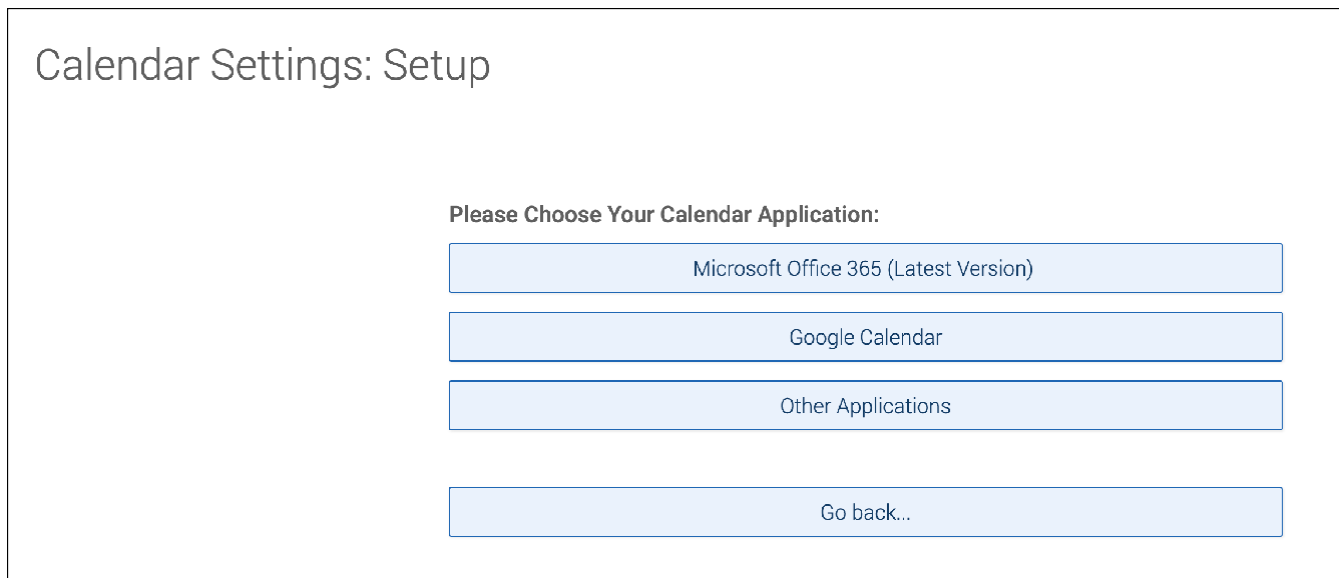 Calendar Settings: Setup
Please Choose Your Calendar Application:
Microsoft Office 365 (Latest Version)
Google Calendar
Other Applications
Go back...